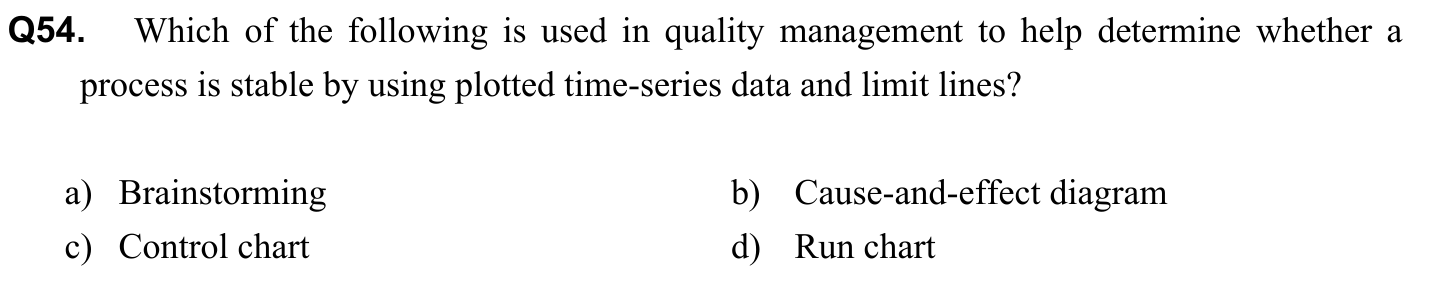 Q54. Which of the following is used in quality management to help determine whether a
process is stable by using plotted time-series data and limit lines?
a) Brainstorming b) Cause-and-effect diagram
c) Control chart d) Run chart